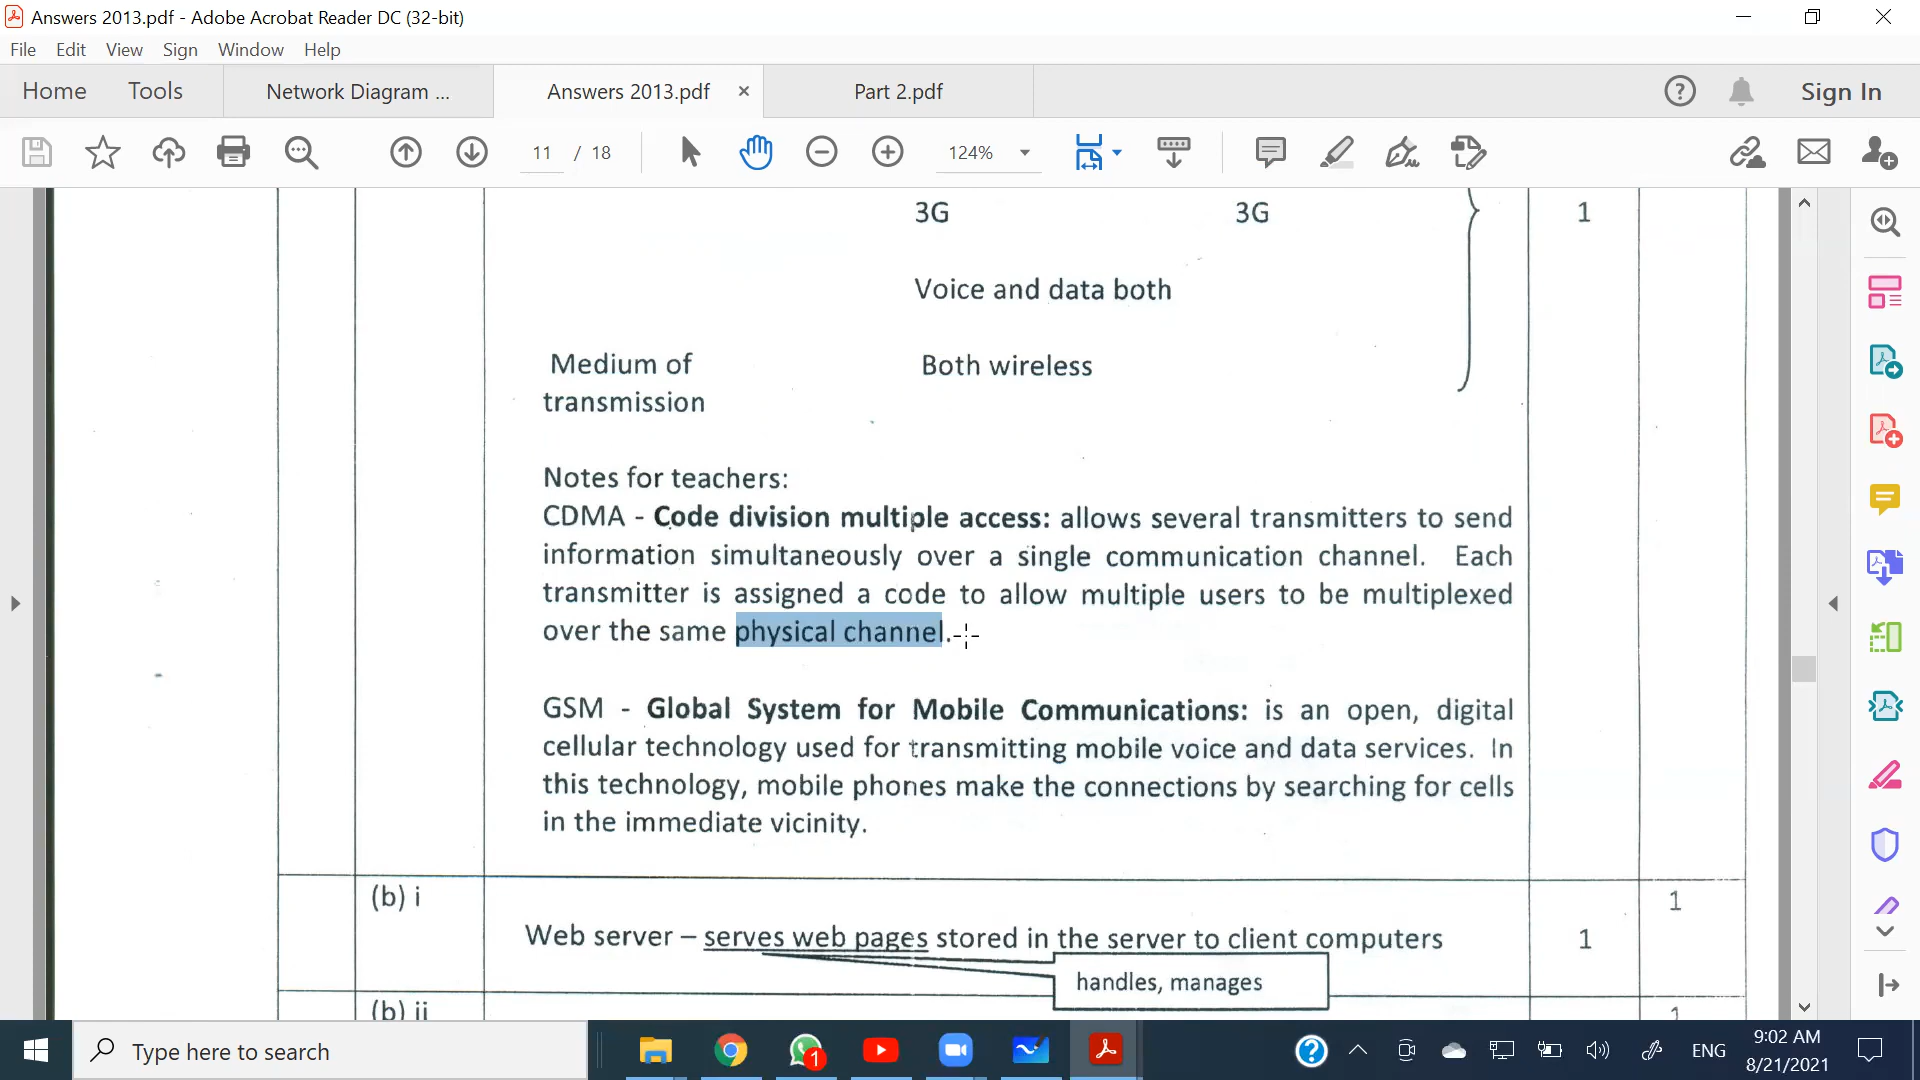 Answers 2013.pdf - Adobe Acrobat Reader DC (32-bit)
File Edit View Sign Window Help
Home Tools Network Diagram ... Answers 2013.pdf × Part 2.pdf Sign In
11 / 18 124%
3G 3G 1
Voice and data both
Medium of Both wireless
transmission
Notes for teachers:
CDMA - Code division multiple access: allows several transmitters to send
information simultaneously over a single communication channel. Each
transmitter is assigned a code to allow multiple users to be multiplexed
over the same physical channel.
GSM - Global System for Mobile Communications: is an open, digital
cellular technology used for transmitting mobile voice and data services. In
this technology, mobile phones make the connections by searching for cells
in the immediate vicinity.
(b) i 1
Web server – serves web pages stored in the server to client computers 1
handles, manages
(b) ii 1
Type here to search
1
ENG
9:02 AM
8/21/2021